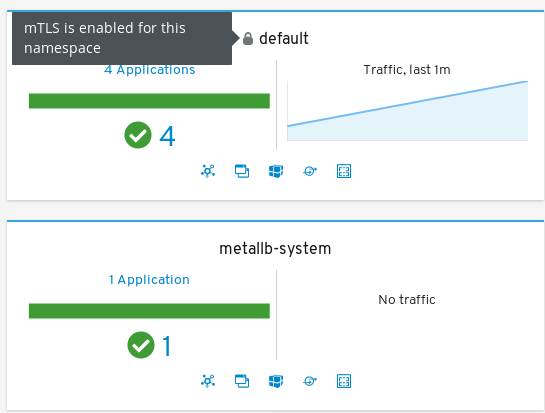 mTLS is enabled for this
namespace
default
4 Applications
Traffic, last 1m
4
metallb-system
1 Application
No traffic
1